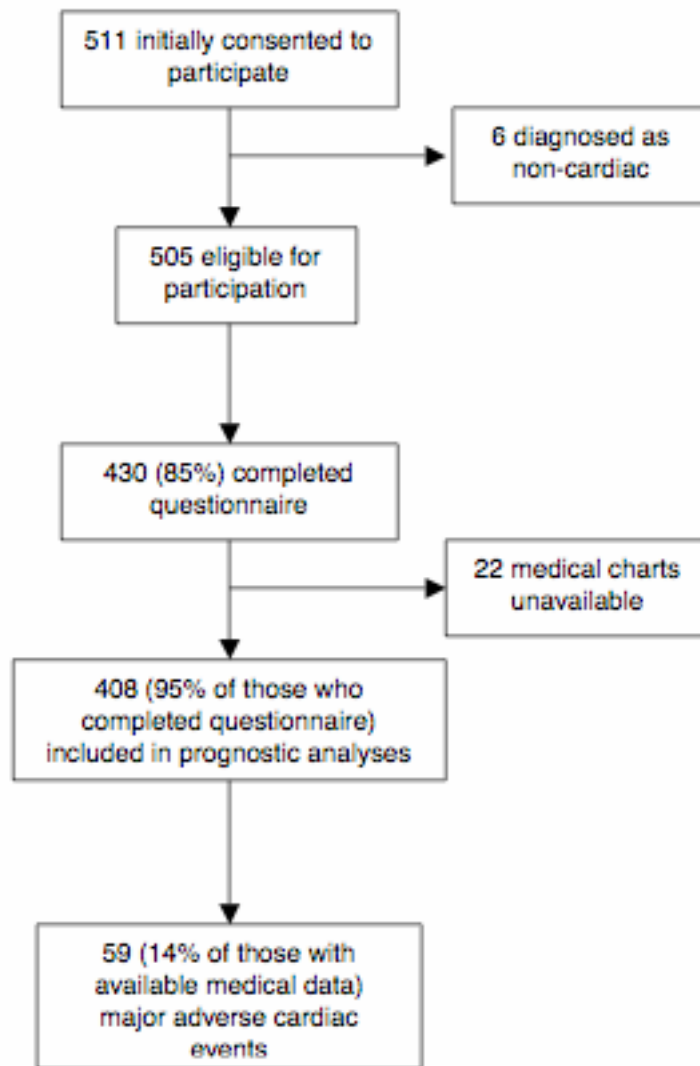 511 initially consented to
participate
6 diagnosed as
non-cardiac
505 eligible for
participation
430 (85%) completed
questionnaire
22 medical charts
unavailable
408 (95% of those who
completed questionnaire)
included in prognostic analyses
59 (14% of those with
available medical data)
major adverse cardiac
events